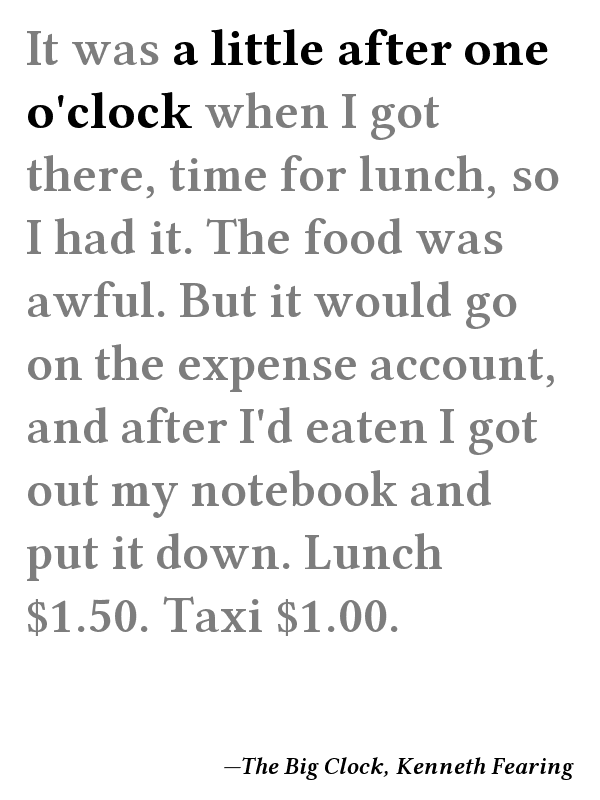 It was a little after one
o'clock when I got
there, time for lunch, so
I had it. The food was
awful. But it would go
on the expense account,
and after I'd eaten I got
out my notebook and
put it down. Lunch
$1.50. Taxi $1.00.
—The Big Clock, Kenneth Fearing